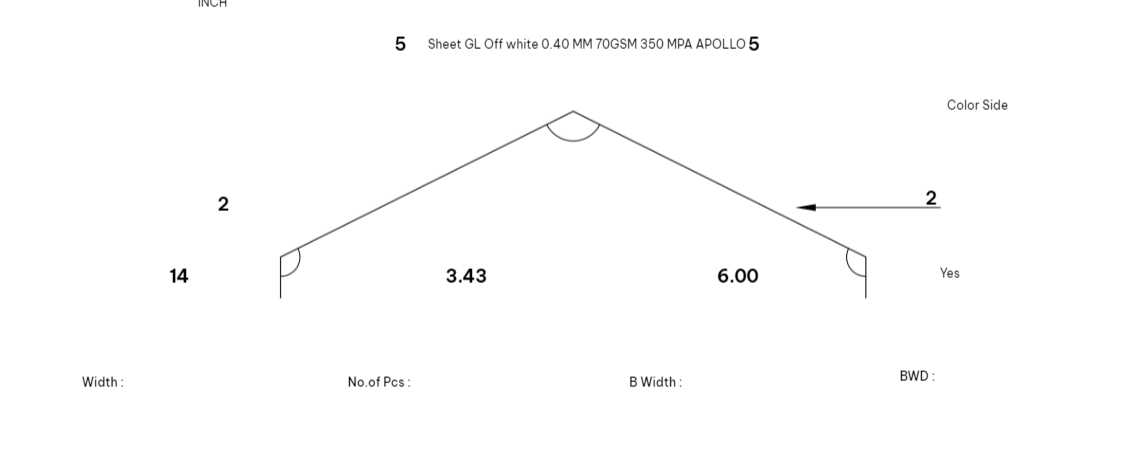 INCH
5 Sheet GL Off white 0.40 MM 70GSM 350 MPA APOLLO 5
Color Side
2 2
14 3.43 6.00 Yes
Width : No.of Pcs : B Width : BWD :